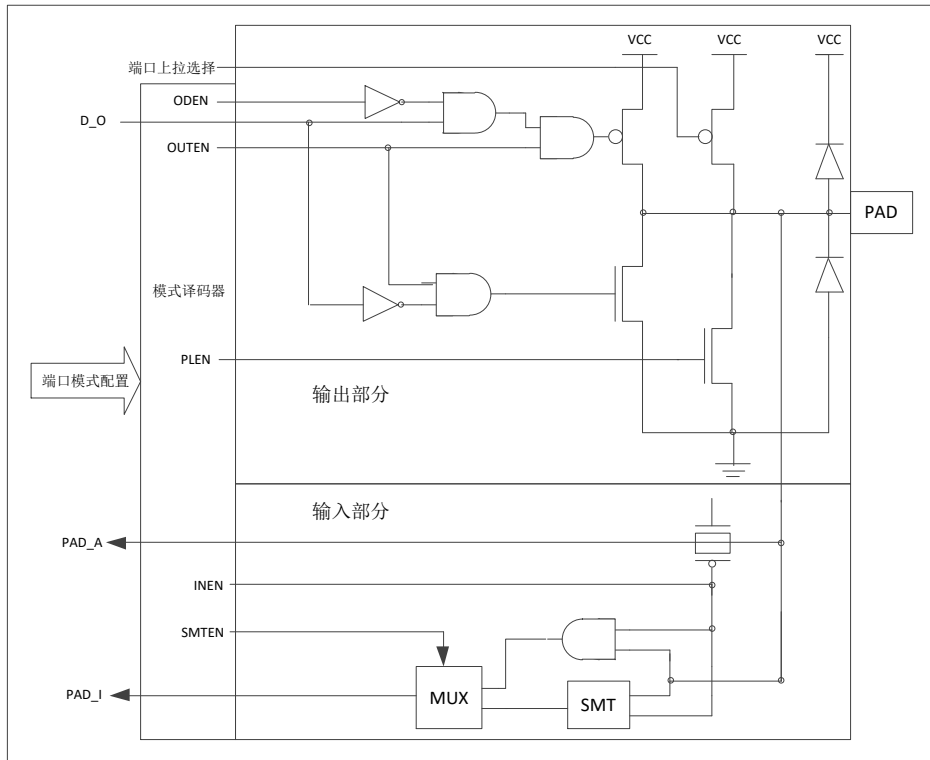 VCC
VCC
VCC
端口上拉选择
ODEN
D_O
OUTEN
PAD
模式译码器
PLEN
端口模式配置
输出部分
输入部分
PAD_A
INEN
SMTEN
PAD_I
MUX
SMT